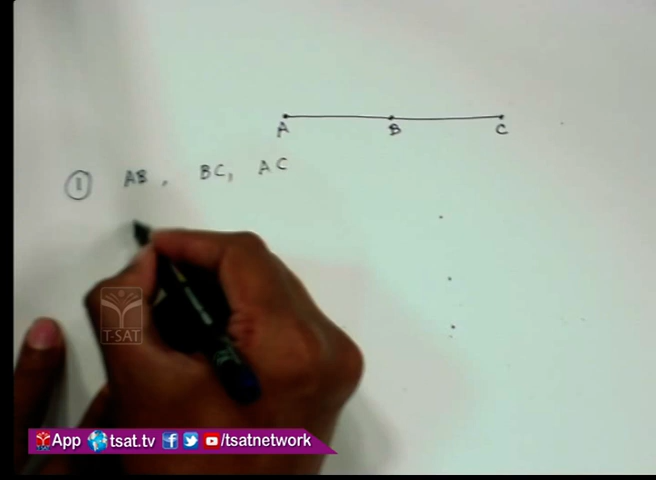 A B C
① AB, BC, AC
T-SAT
App tsat.tv /tsatnetwork